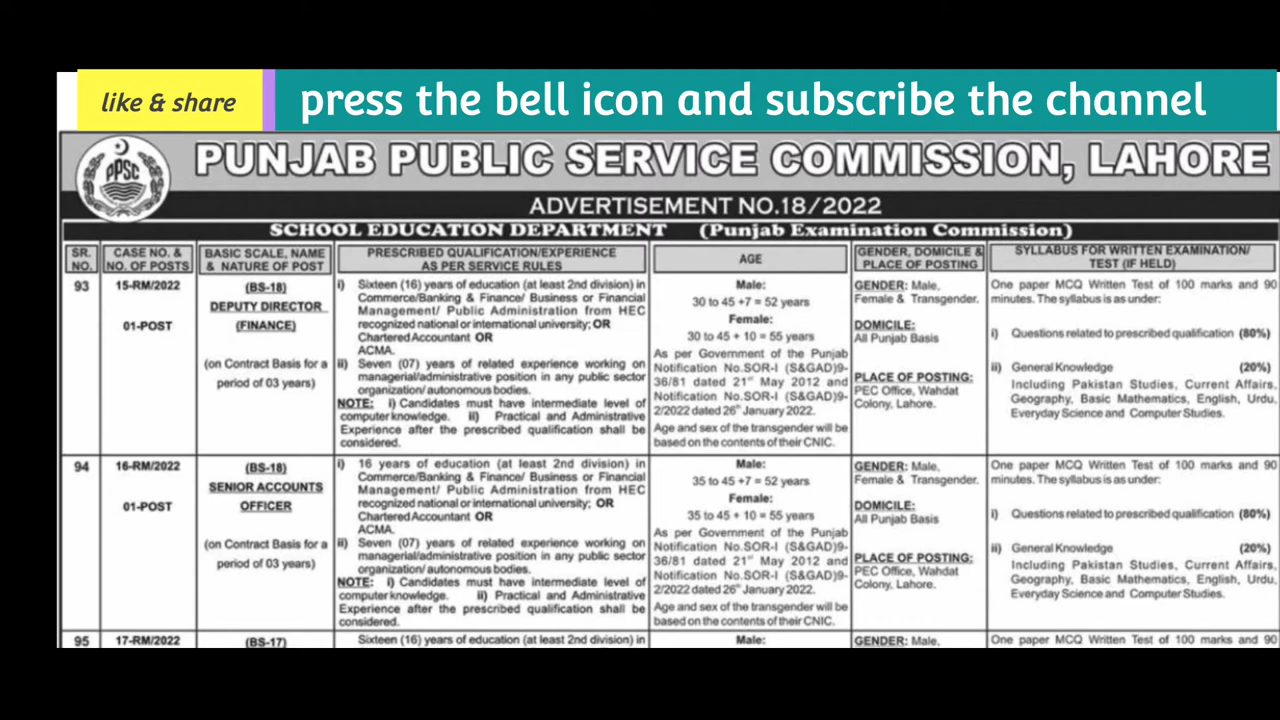 like & share
press the bell icon and subscribe the channel
PPSC
PUNJAB PUBLIC SERVICE COMMISSION, LAHORE
ADVERTISEMENT NO.18/2022
SCHOOL EDUCATION DEPARTMENT (Punjab Examination Commission)
SR. NO.
CASE NO. & NO. OF POSTS
BASIC SCALE, NAME & NATURE OF POST
PRESCRIBED QUALIFICATION/EXPERIENCE AS PER SERVICE RULES
AGE
GENDER, DOMICILE & PLACE OF POSTING
SYLLABUS FOR WRITTEN EXAMINATION/ TEST (IF HELD)
93
15-RM/2022
01-POST
(BS-18)
DEPUTY DIRECTOR
(FINANCE)
(on Contract Basis for a
period of 03 years)
i) Sixteen (16) years of education (at least 2nd division) in
Commerce/Banking & Finance/ Business or Financial
Management/ Public Administration from HEC
recognized national or international university; OR
Chartered Accountant OR
ACMA.
ii) Seven (07) years of related experience working on
managerial/administrative position in any public sector
organization/ autonomous bodies.
NOTE: i) Candidates must have intermediate level of
computer knowledge. ii) Practical and Administrative
Experience after the prescribed qualification shall be
considered.
Male:
30 to 45 +7 = 52 years
Female:
30 to 45 + 10 = 55 years
As per Government of the Punjab
Notification No.SOR-I (S&GAD)9-
36/81 dated 21st May 2012 and
Notification No.SOR-I (S&GAD)9-
2/2022 dated 26th January 2022.
Age and sex of the transgender will be
based on the contents of their CNIC.
GENDER: Male,
Female & Transgender.
DOMICILE:
All Punjab Basis
PLACE OF POSTING:
PEC Office, Wahdat
Colony, Lahore.
One paper MCQ Written Test of 100 marks and 90
minutes. The syllabus is as under:
i) Questions related to prescribed qualification (80%)
ii) General Knowledge (20%)
Including Pakistan Studies, Current Affairs,
Geography, Basic Mathematics, English, Urdu,
Everyday Science and Computer Studies.
94
16-RM/2022
01-POST
(BS-18)
SENIOR ACCOUNTS
OFFICER
(on Contract Basis for a
period of 03 years)
i) 16 years of education (at least 2nd division) in
Commerce/Banking & Finance/ Business or Financial
Management/ Public Administration from HEC
recognized national or international university; OR
Chartered Accountant OR
ACMA.
ii) Seven (07) years of related experience working on
managerial/administrative position in any public sector
organization/ autonomous bodies.
NOTE: i) Candidates must have intermediate level of
computer knowledge. ii) Practical and Administrative
Experience after the prescribed qualification shall be
considered.
Male:
35 to 45 +7 = 52 years
Female:
35 to 45 + 10 = 55 years
As per Government of the Punjab
Notification No.SOR-I (S&GAD)9-
36/81 dated 21st May 2012 and
Notification No.SOR-I (S&GAD)9-
2/2022 dated 26th January 2022.
Age and sex of the transgender will be
based on the contents of their CNIC.
GENDER: Male,
Female & Transgender.
DOMICILE:
All Punjab Basis
PLACE OF POSTING:
PEC Office, Wahdat
Colony, Lahore.
One paper MCQ Written Test of 100 marks and 90
minutes. The syllabus is as under:
i) Questions related to prescribed qualification (80%)
ii) General Knowledge (20%)
Including Pakistan Studies, Current Affairs,
Geography, Basic Mathematics, English, Urdu,
Everyday Science and Computer Studies.
95
17-RM/2022
(BS-17)
Sixteen (16) years of education (at least 2nd division) in
Male:
GENDER: Male,
One paper MCQ Written Test of 100 marks and 90